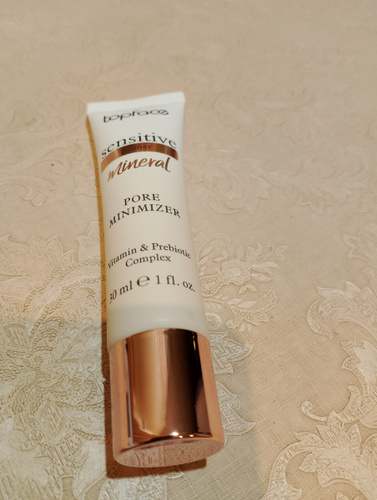 topface
sensitive
mineral
PORE
MINIMIZER
Vitamin & Prebiotic
Complex
30 ml e 1 fl. oz.